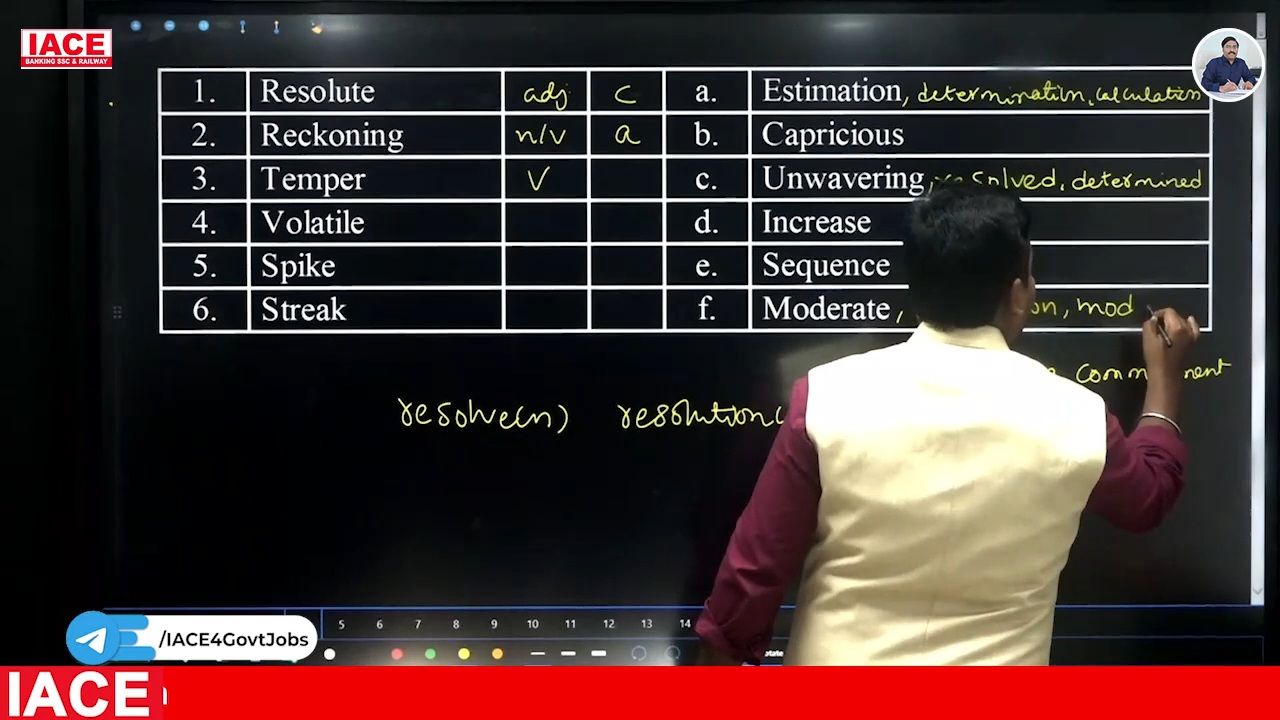 IACE
BANKING SSC & RAILWAY
1. Resolute adj c a. Estimation, determination, calculation
2. Reckoning n/v a b. Capricious
3. Temper V c. Unwavering, resolved, determined
4. Volatile d. Increase
5. Spike e. Sequence
6. Streak f. Moderate, mod
resolve(n) resolution(
/IACE4GovtJobs
5 6 7 8 9 10 11 12 13 14
IACE